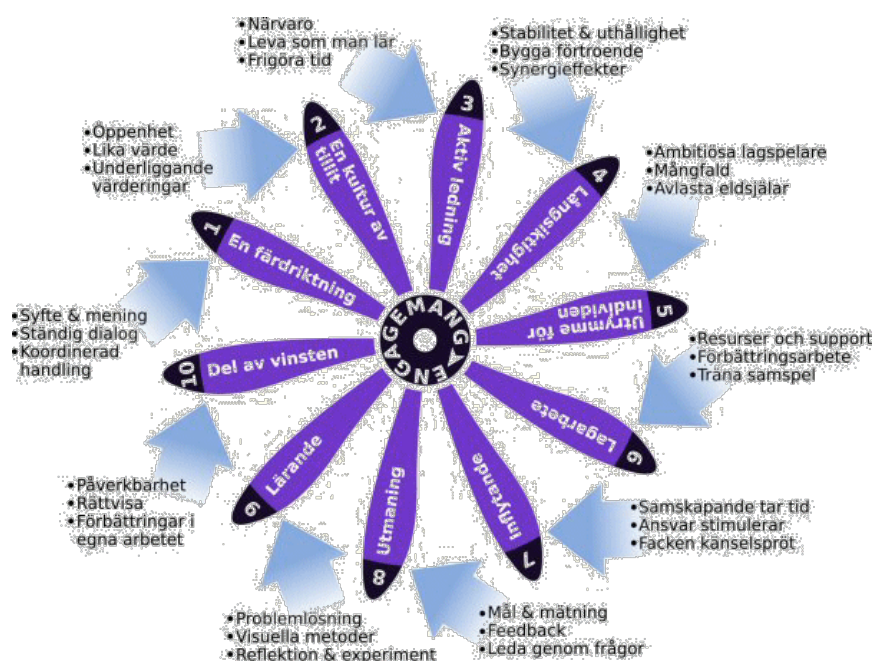 •Närvaro
•Leva som man lär
•Frigöra tid
•Stabilitet & uthållighet
•Bygga förtroende
•Synergieffekter
•Öppenhet
•Lika värde
•Underliggande
värderingar
•Ambitiösa lagspelare
•Mångfald
•Avlasta eldsjälar
•Syfte & mening
•Ständig dialog
•Koordinerad
handling
•Resurser och support
•Förbättringsarbete
•Träna samspel
•Påverkbarhet
•Rättvisa
•Förbättringar i
egna arbetet
•Samskapande tar tid
•Ansvar stimulerar
•Facken känselspröt
•Problemlösning
•Visuella metoder
•Reflektion & experiment
•Mål & mätning
•Feedback
•Leda genom frågor
ENGAGEMANG
1 En färdriktning
2 En kultur av
tillit
3 Aktiv ledning
4 Långsiktighet
5 Utrymme för
individen
6 Lagarbete
7 Inflytande
8 Utmaning
9 Lärande
10 Del av vinsten